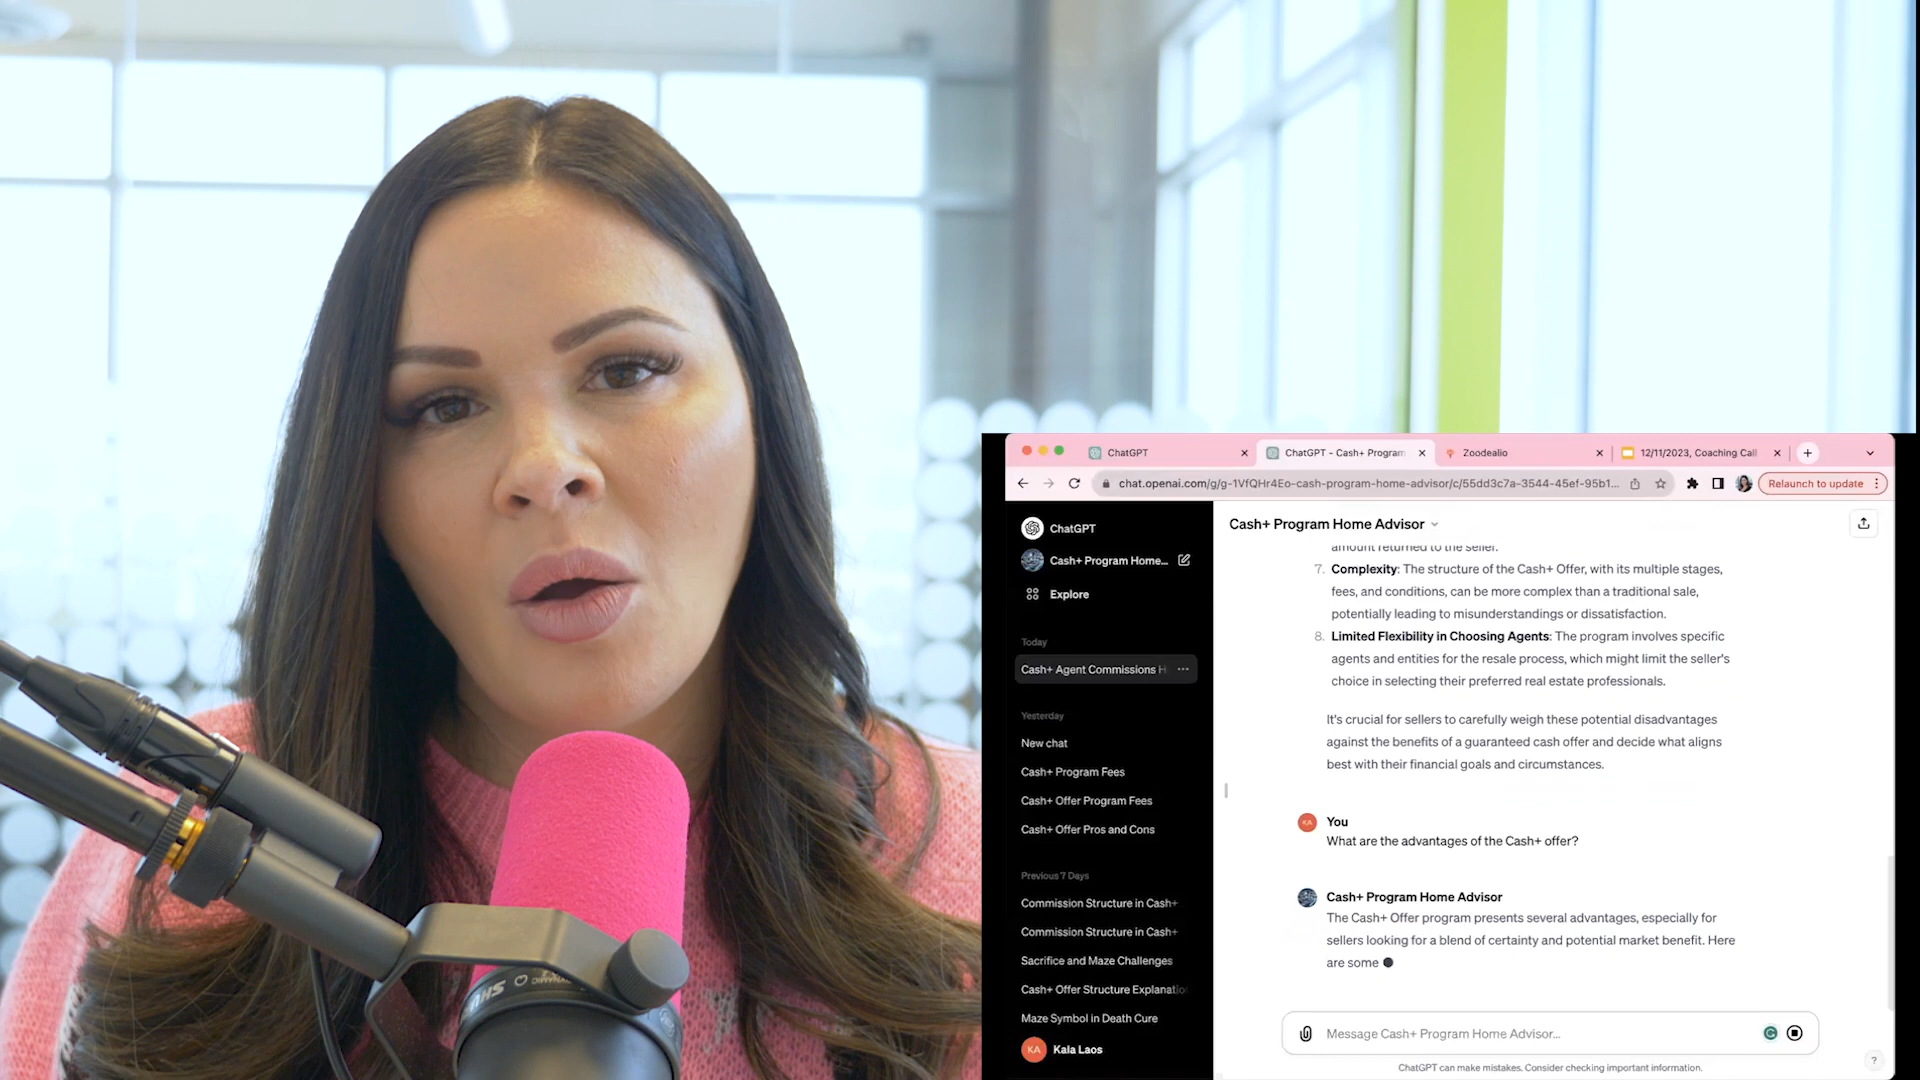 ChatGPT
ChatGPT - Cash+ Program
Zoodealio
12/11/2023, Coaching Call
chat.openai.com/g/g-1VfQHr4Eo-cash-program-home-advisor/c/55dd3c7a-3544-45ef-95b1...
Relaunch to update
ChatGPT
Cash+ Program Home...
Explore
Today
Cash+ Agent Commissions H
Yesterday
New chat
Cash+ Program Fees
Cash+ Offer Program Fees
Cash+ Offer Pros and Cons
Previous 7 Days
Commission Structure in Cash+
Commission Structure in Cash+
Sacrifice and Maze Challenges
Cash+ Offer Structure Explanatio
Maze Symbol in Death Cure
KA Kala Laos
Cash+ Program Home Advisor
amount returned to the seller.
7. Complexity: The structure of the Cash+ Offer, with its multiple stages,
fees, and conditions, can be more complex than a traditional sale,
potentially leading to misunderstandings or dissatisfaction.
8. Limited Flexibility in Choosing Agents: The program involves specific
agents and entities for the resale process, which might limit the seller's
choice in selecting their preferred real estate professionals.
It's crucial for sellers to carefully weigh these potential disadvantages
against the benefits of a guaranteed cash offer and decide what aligns
best with their financial goals and circumstances.
KA You
What are the advantages of the Cash+ offer?
Cash+ Program Home Advisor
The Cash+ Offer program presents several advantages, especially for
sellers looking for a blend of certainty and potential market benefit. Here
are some
Message Cash+ Program Home Advisor...
ChatGPT can make mistakes. Consider checking important information.
?
SHU